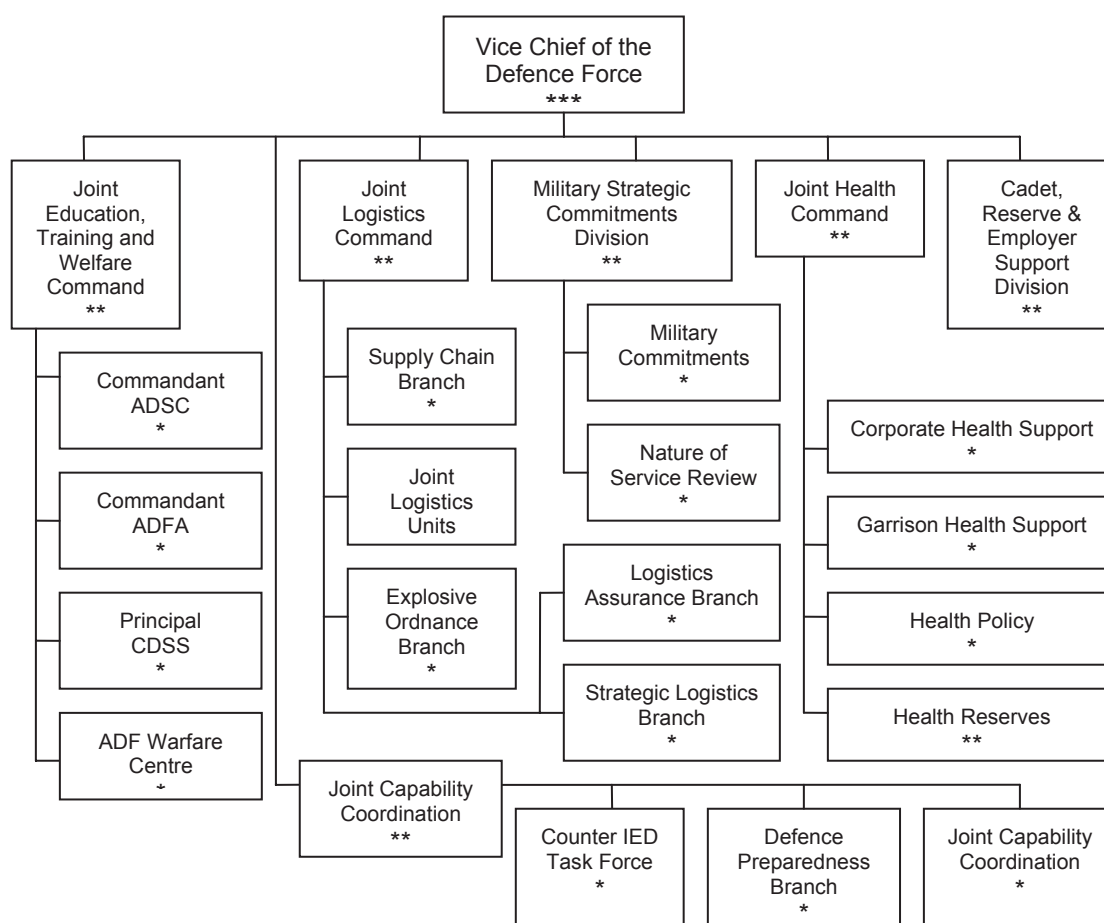 Vice Chief of the
Defence Force
***
Joint
Education,
Training and
Welfare
Command
**
Joint
Logistics
Command
**
Military Strategic
Commitments
Division
**
Joint Health
Command
**
Cadet,
Reserve &
Employer
Support
Division
**
Commandant
ADSC
*
Commandant
ADFA
*
Principal
CDSS
*
ADF Warfare
Centre
*
Supply Chain
Branch
*
Joint
Logistics
Units
Explosive
Ordnance
Branch
*
Military
Commitments
*
Nature of
Service Review
*
Logistics
Assurance Branch
*
Strategic Logistics
Branch
*
Corporate Health Support
*
Garrison Health Support
*
Health Policy
*
Health Reserves
**
Joint Capability
Coordination
**
Counter IED
Task Force
*
Defence
Preparedness
Branch
*
Joint Capability
Coordination
*